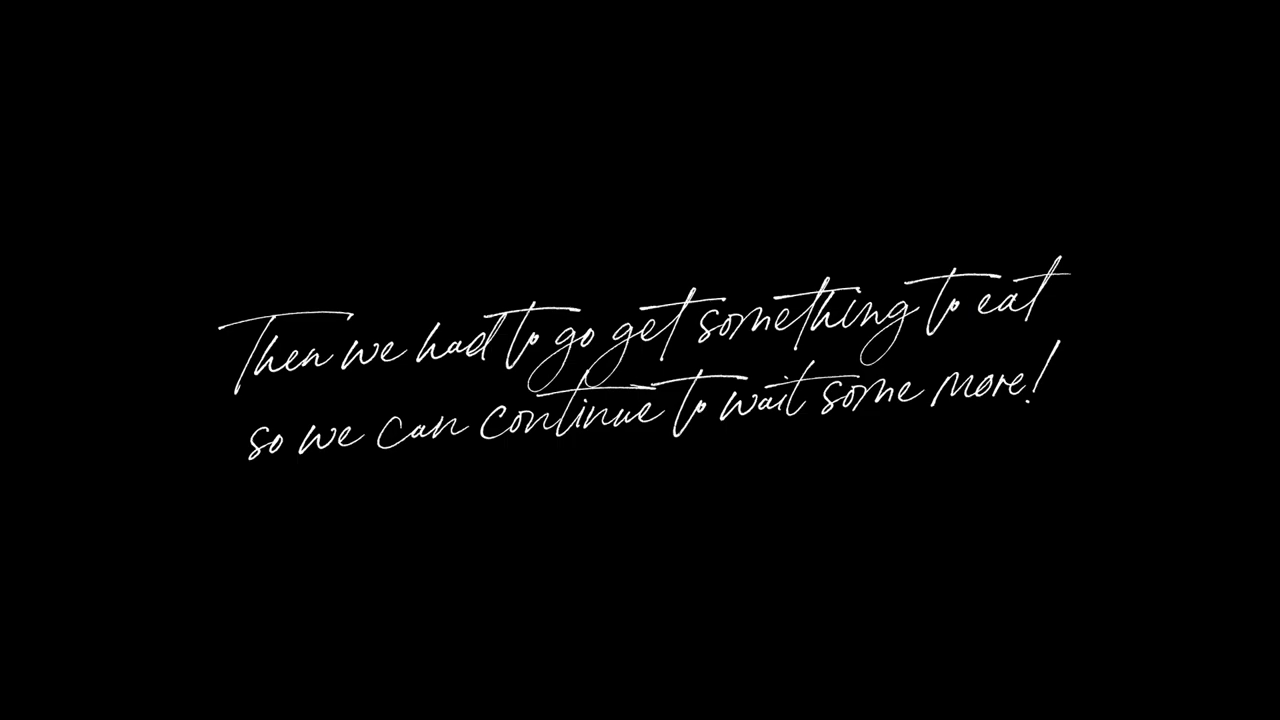 Then we had to go get something to eat
so we can continue to wait some more!